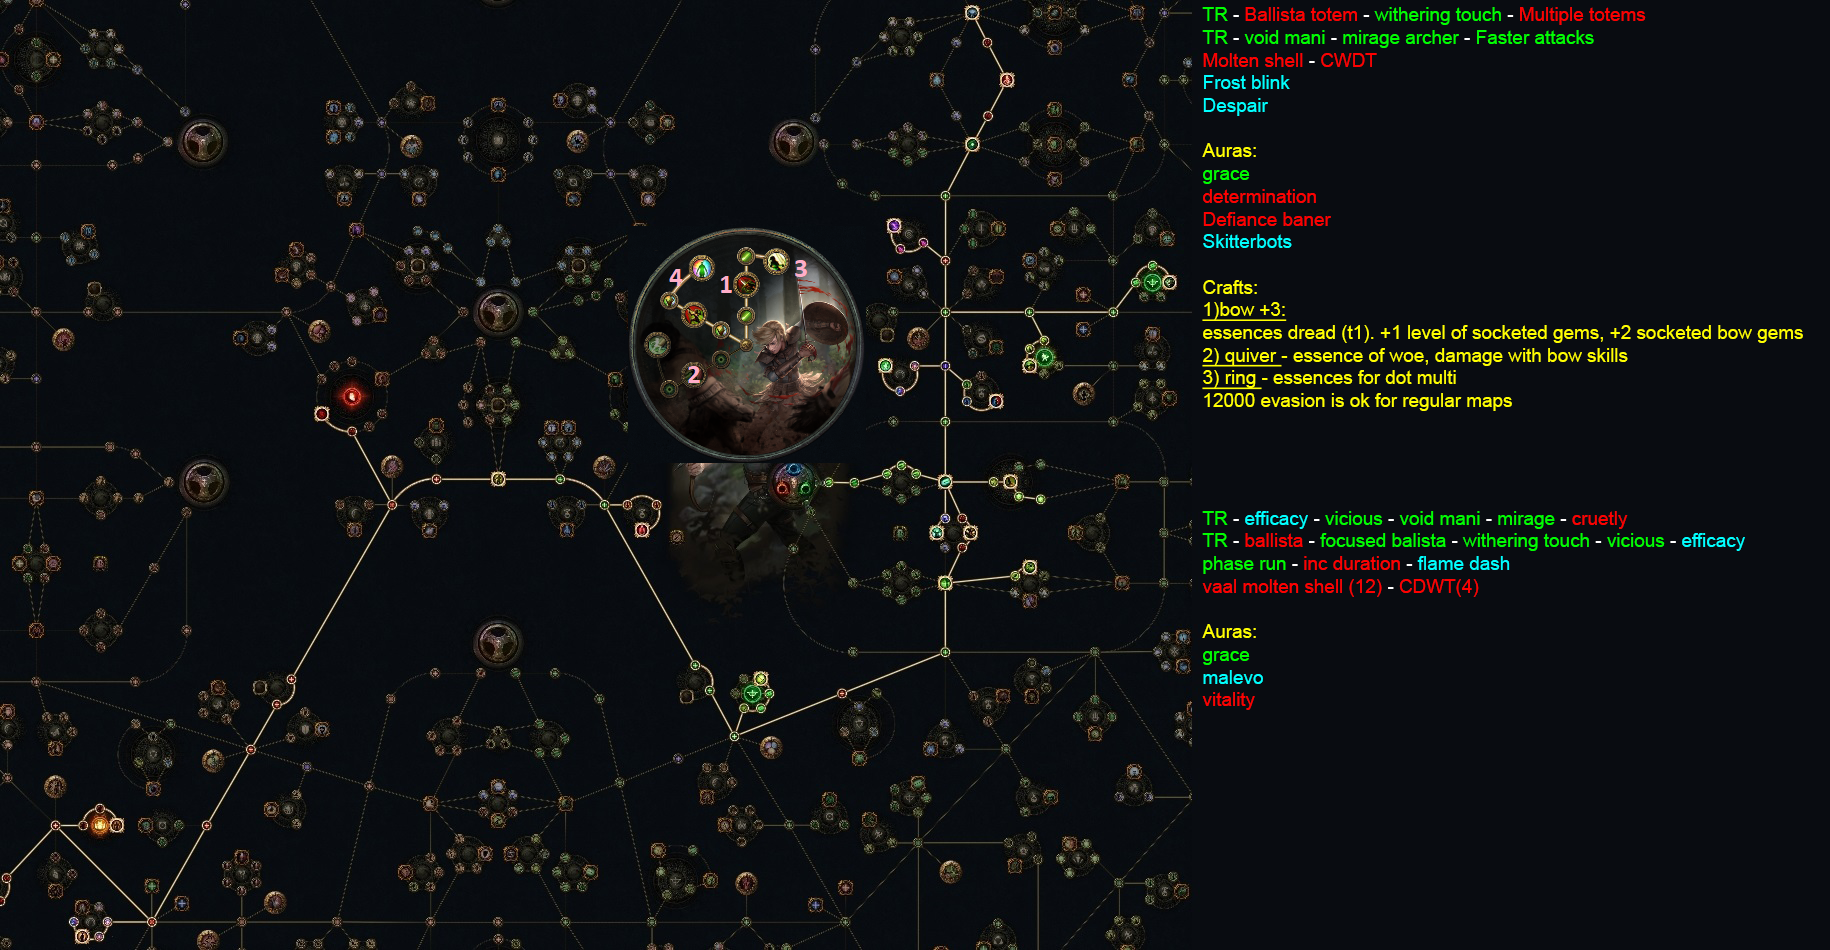 TR - Ballista totem - withering touch - Multiple totems
TR - void mani - mirage archer - Faster attacks
Molten shell - CWDT
Frost blink
Despair
Auras:
grace
determination
Defiance baner
Skitterbots
4
3
1
2
Crafts:
1)bow +3:
essences dread (t1). +1 level of socketed gems, +2 socketed bow gems
2) quiver - essence of woe, damage with bow skills
3) ring - essences for dot multi
12000 evasion is ok for regular maps
TR - efficacy - vicious - void mani - mirage - cruetly
TR - ballista - focused balista - withering touch - vicious - efficacy
phase run - inc duration - flame dash
vaal molten shell (12) - CDWT(4)
Auras:
grace
malevo
vitality